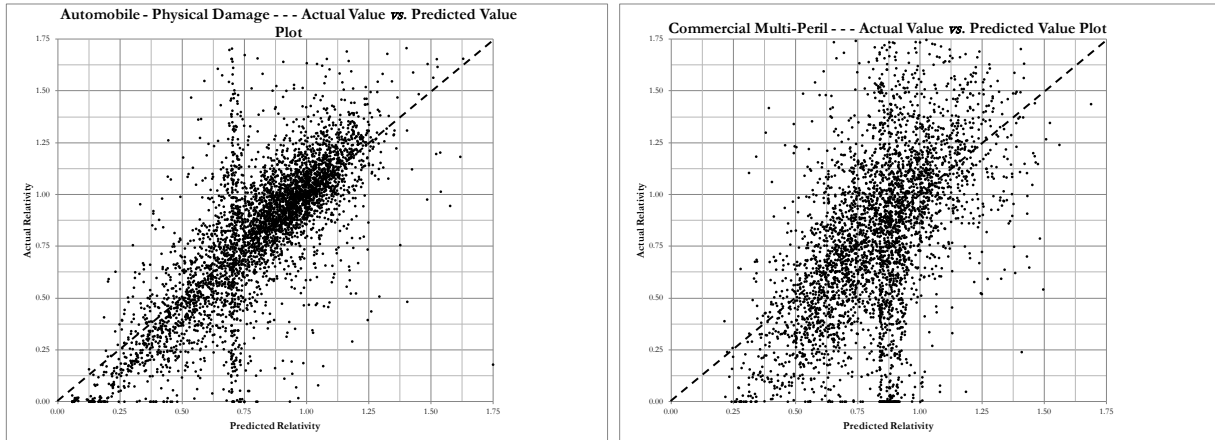 Automobile - Physical Damage - - - Actual Value vs. Predicted Value
Plot
1.75
1.50
1.25
1.00
0.75
0.50
0.25
0.00
Actual Relativity
0.00 0.25 0.50 0.75 1.00 1.25 1.50 1.75
Predicted Relativity
Commercial Multi-Peril - - - Actual Value vs. Predicted Value Plot
1.75
1.50
1.25
1.00
0.75
0.50
0.25
0.00
Actual Relativity
0.00 0.25 0.50 0.75 1.00 1.25 1.50 1.75
Predicted Relativity